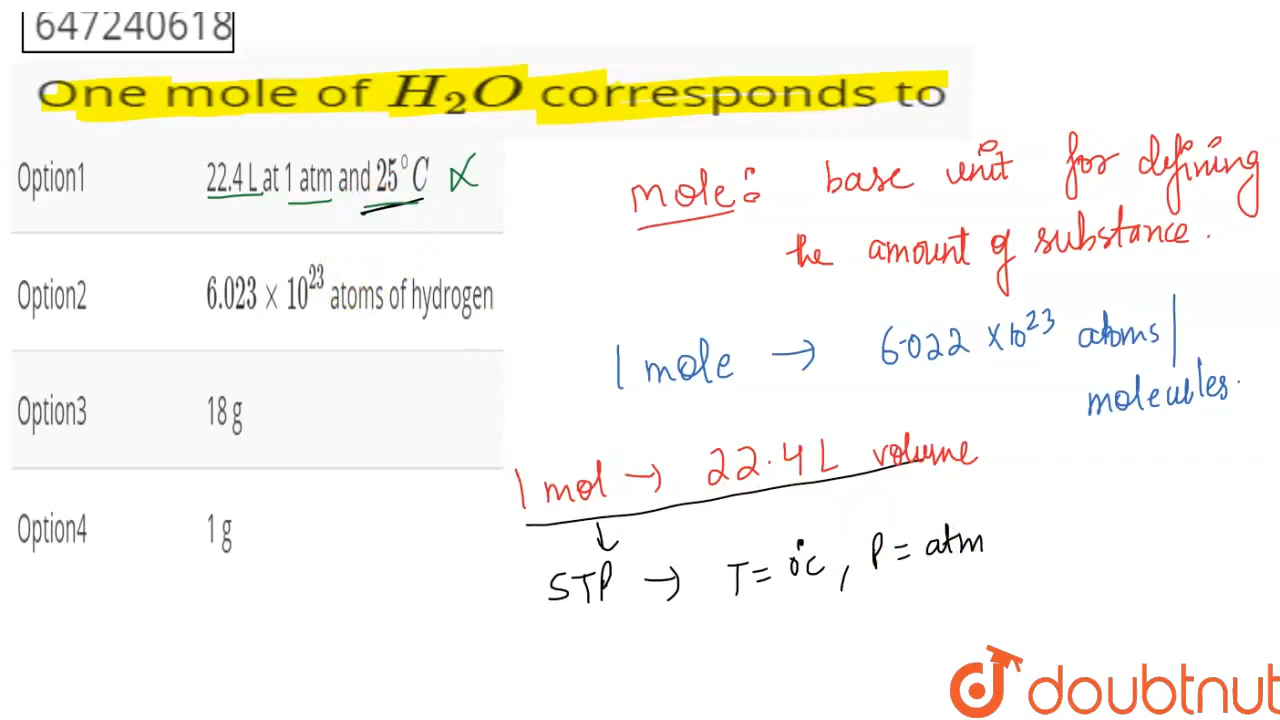 647240618
One mole of H₂O corresponds to
Option1 22.4 L at 1 atm and 25°C
Option2 6.023 × 10²³ atoms of hydrogen
Option3 18 g
Option4 1 g
mole: base unit for defining
the amount of substance.
1 mole → 6.022 × 10²³ atoms/
molecules.
1 mol → 22.4 L volume
↓
STP → T = 0°C, P = atm
doubtnut